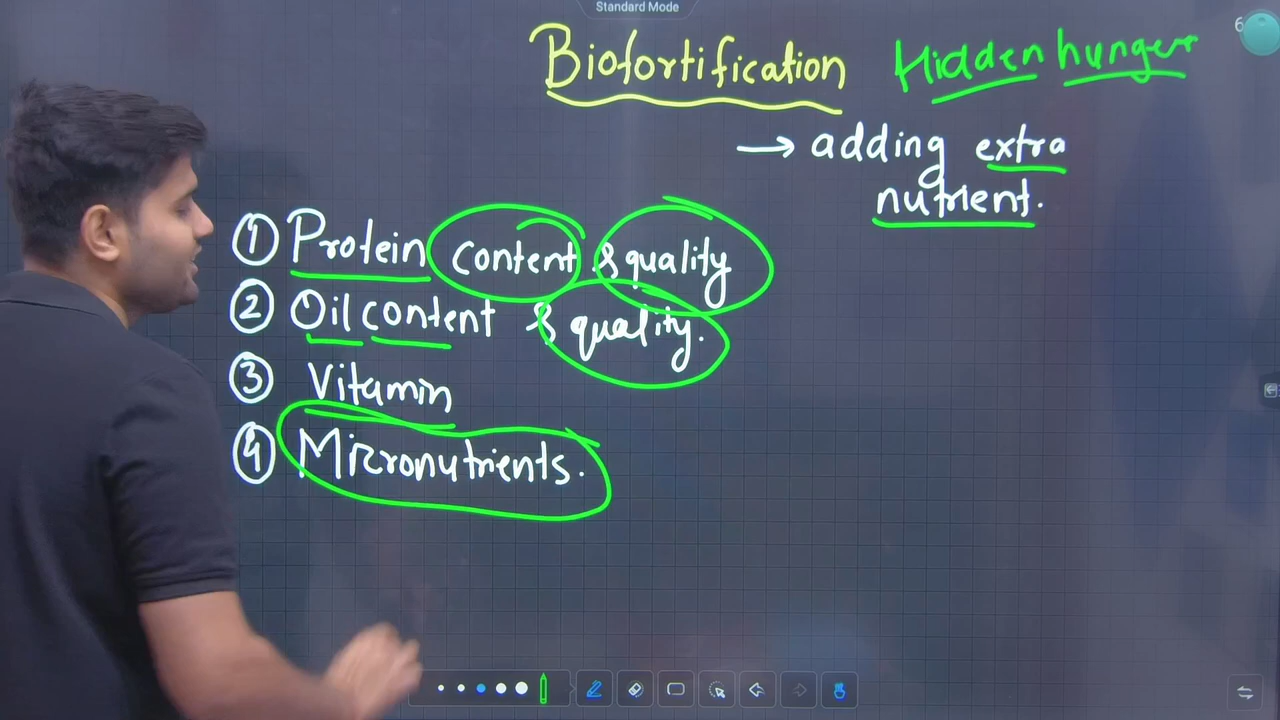 Standard Mode
6
Biofortification Hidden hunger
→ adding extra
nutrient.
① Protein content & quality
② Oil content & quality.
③ Vitamin
④ Micronutrients.